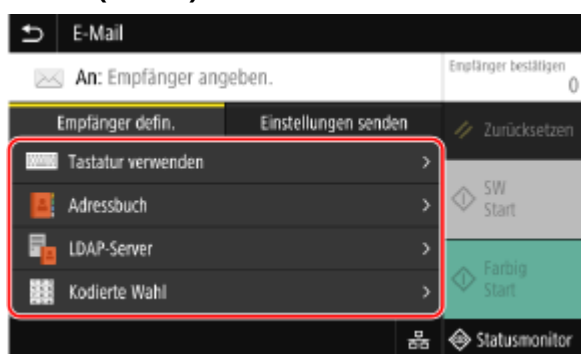 E-Mail
An: Empfänger angeben.
Empfänger bestätigen
0
Empfänger defin.
Einstellungen senden
Zurücksetzen
Tastatur verwenden
Adressbuch
LDAP-Server
Kodierte Wahl
SW
Start
Farbig
Start
Statusmonitor